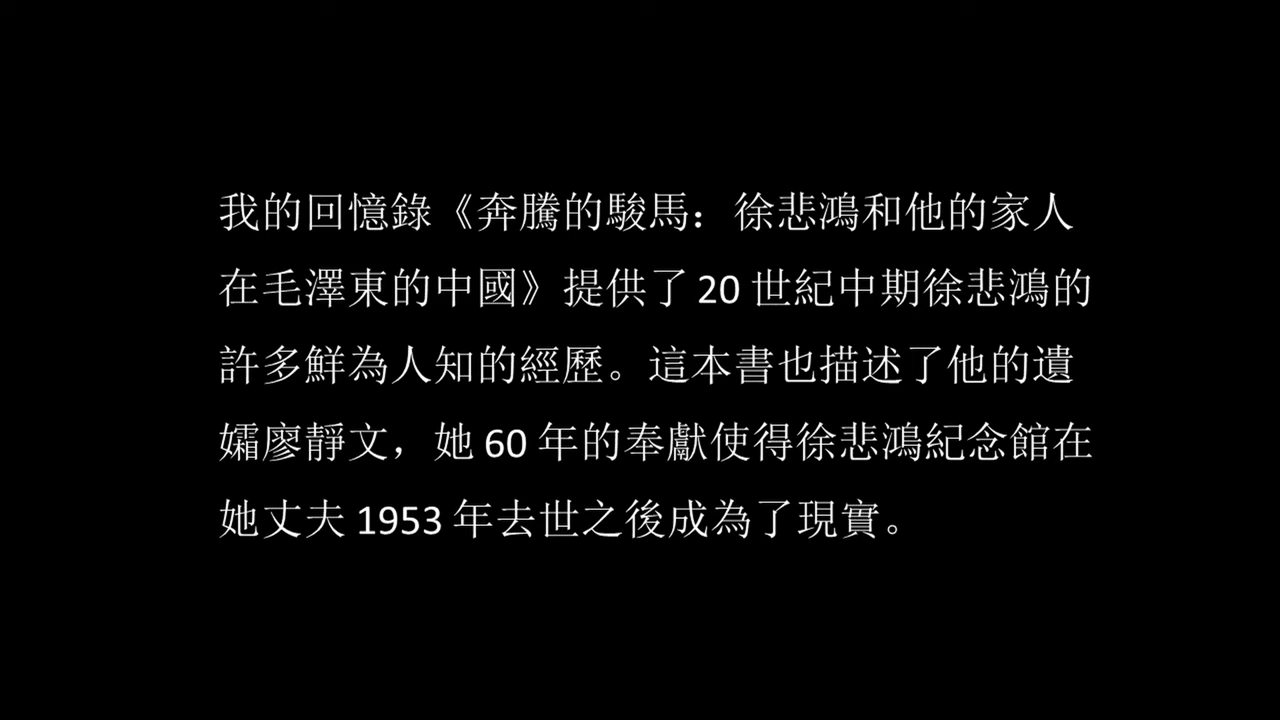 我的回憶錄《奔騰的駿馬：徐悲鴻和他的家人
在毛澤東的中國》提供了 20 世紀中期徐悲鴻的
許多鮮為人知的經歷。這本書也描述了他的遺
孀廖靜文，她 60 年的奉獻使得徐悲鴻紀念館在
她丈夫 1953 年去世之後成為了現實。